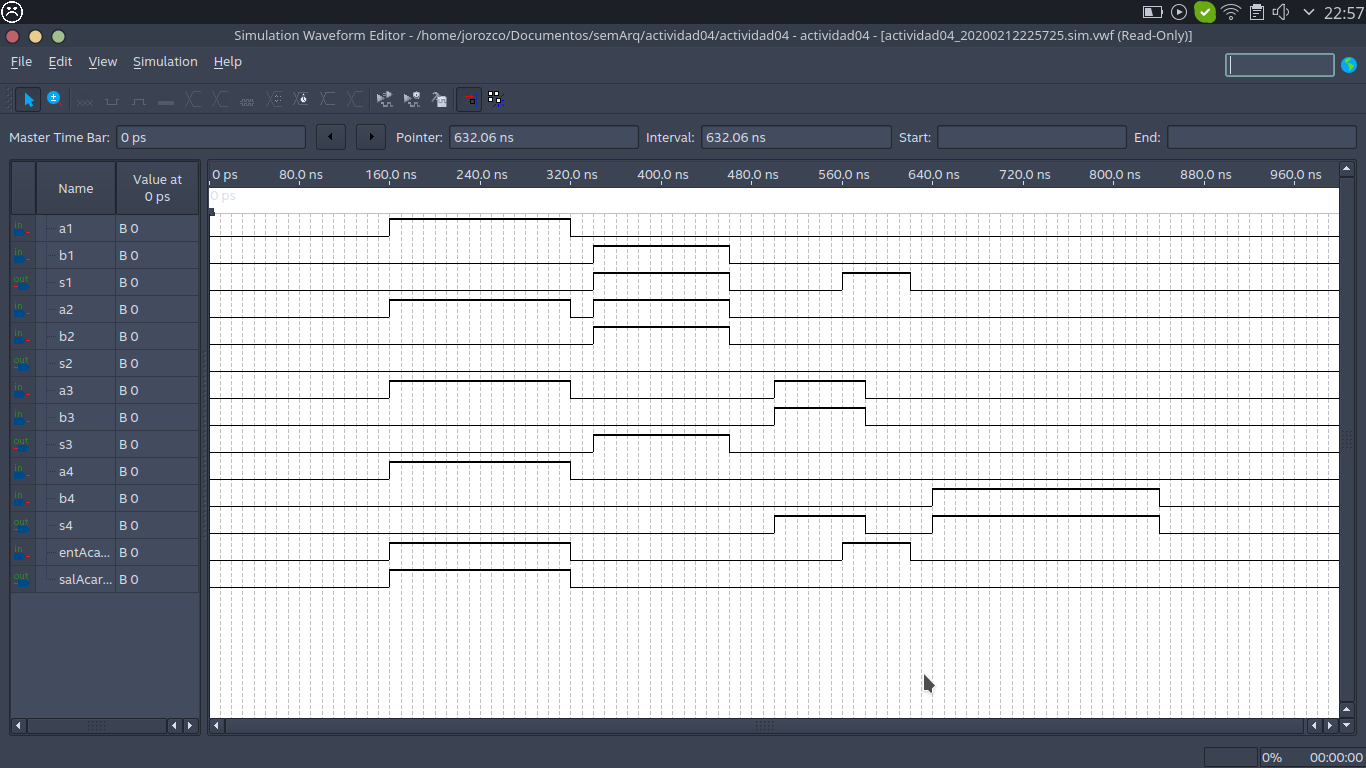 22:57
Simulation Waveform Editor - /home/jorozco/Documentos/semArq/actividad04/actividad04 - actividad04 - [actividad04_20200212225725.sim.vwf (Read-Only)]
File Edit View Simulation Help
Master Time Bar: 0 ps Pointer: 632.06 ns Interval: 632.06 ns Start: End:
Name Value at 0 ps
0 ps 80.0 ns 160.0 ns 240.0 ns 320.0 ns 400.0 ns 480.0 ns 560.0 ns 640.0 ns 720.0 ns 800.0 ns 880.0 ns 960.0 ns
0 ps
in a1 B 0
in b1 B 0
out s1 B 0
in a2 B 0
in b2 B 0
out s2 B 0
in a3 B 0
in b3 B 0
out s3 B 0
in a4 B 0
in b4 B 0
out s4 B 0
in entAca... B 0
out salAcar... B 0
0% 00:00:00